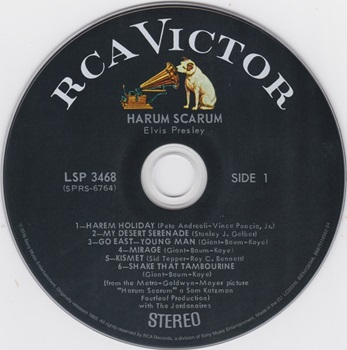 RCA VICTOR
HARUM SCARUM
Elvis Presley
LSP 3468
(SPRS-6764)
SIDE 1
1—HAREM HOLIDAY (Pete Andreoli-Vince Poncia, Jr.)
2—MY DESERT SERENADE (Stanley J. Gelber)
3—GO EAST—YOUNG MAN (Giant-Baum-Kaye)
4—MIRAGE (Giant-Baum-Kaye)
5—KISMET (Sid Tepper-Roy C. Bennett)
6—SHAKE THAT TAMBOURINE
(Giant-Baum-Kaye)
(from the Metro-Goldwyn-Mayer picture
"Harum Scarum" a Sam Katzman
Fourleaf Production)
with The Jordanaires
STEREO